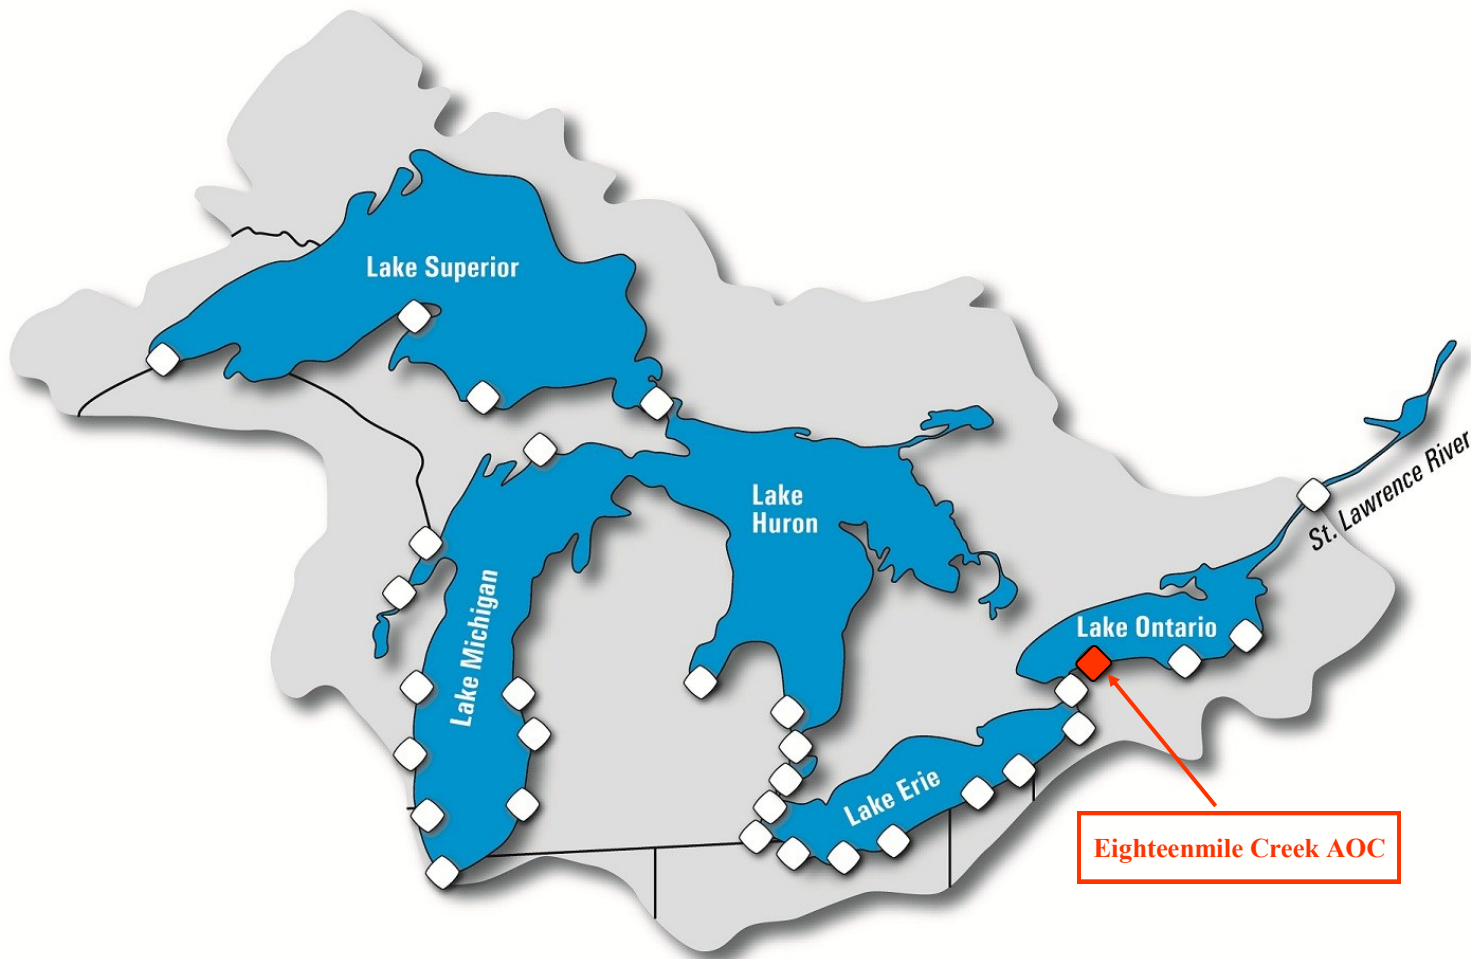 Lake Superior
Lake
Huron
Lake Michigan
St. Lawrence River
Lake Ontario
Lake Erie
Eighteenmile Creek AOC